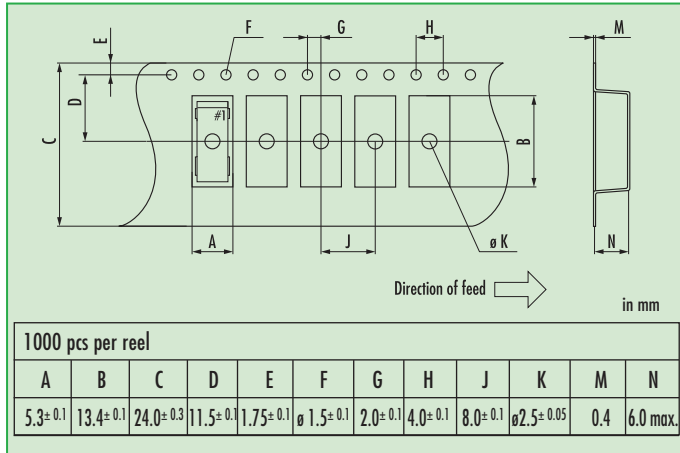 F G H M
E
D
C
#1
B
A
J
ø K
N
Direction of feed
in mm
1000 pcs per reel
A B C D E F G H J K M N
5.3± 0.1 13.4± 0.1 24.0± 0.3 11.5± 0.1 1.75± 0.1 ø 1.5± 0.1 2.0± 0.1 4.0± 0.1 8.0± 0.1 ø2.5± 0.05 0.4 6.0 max.